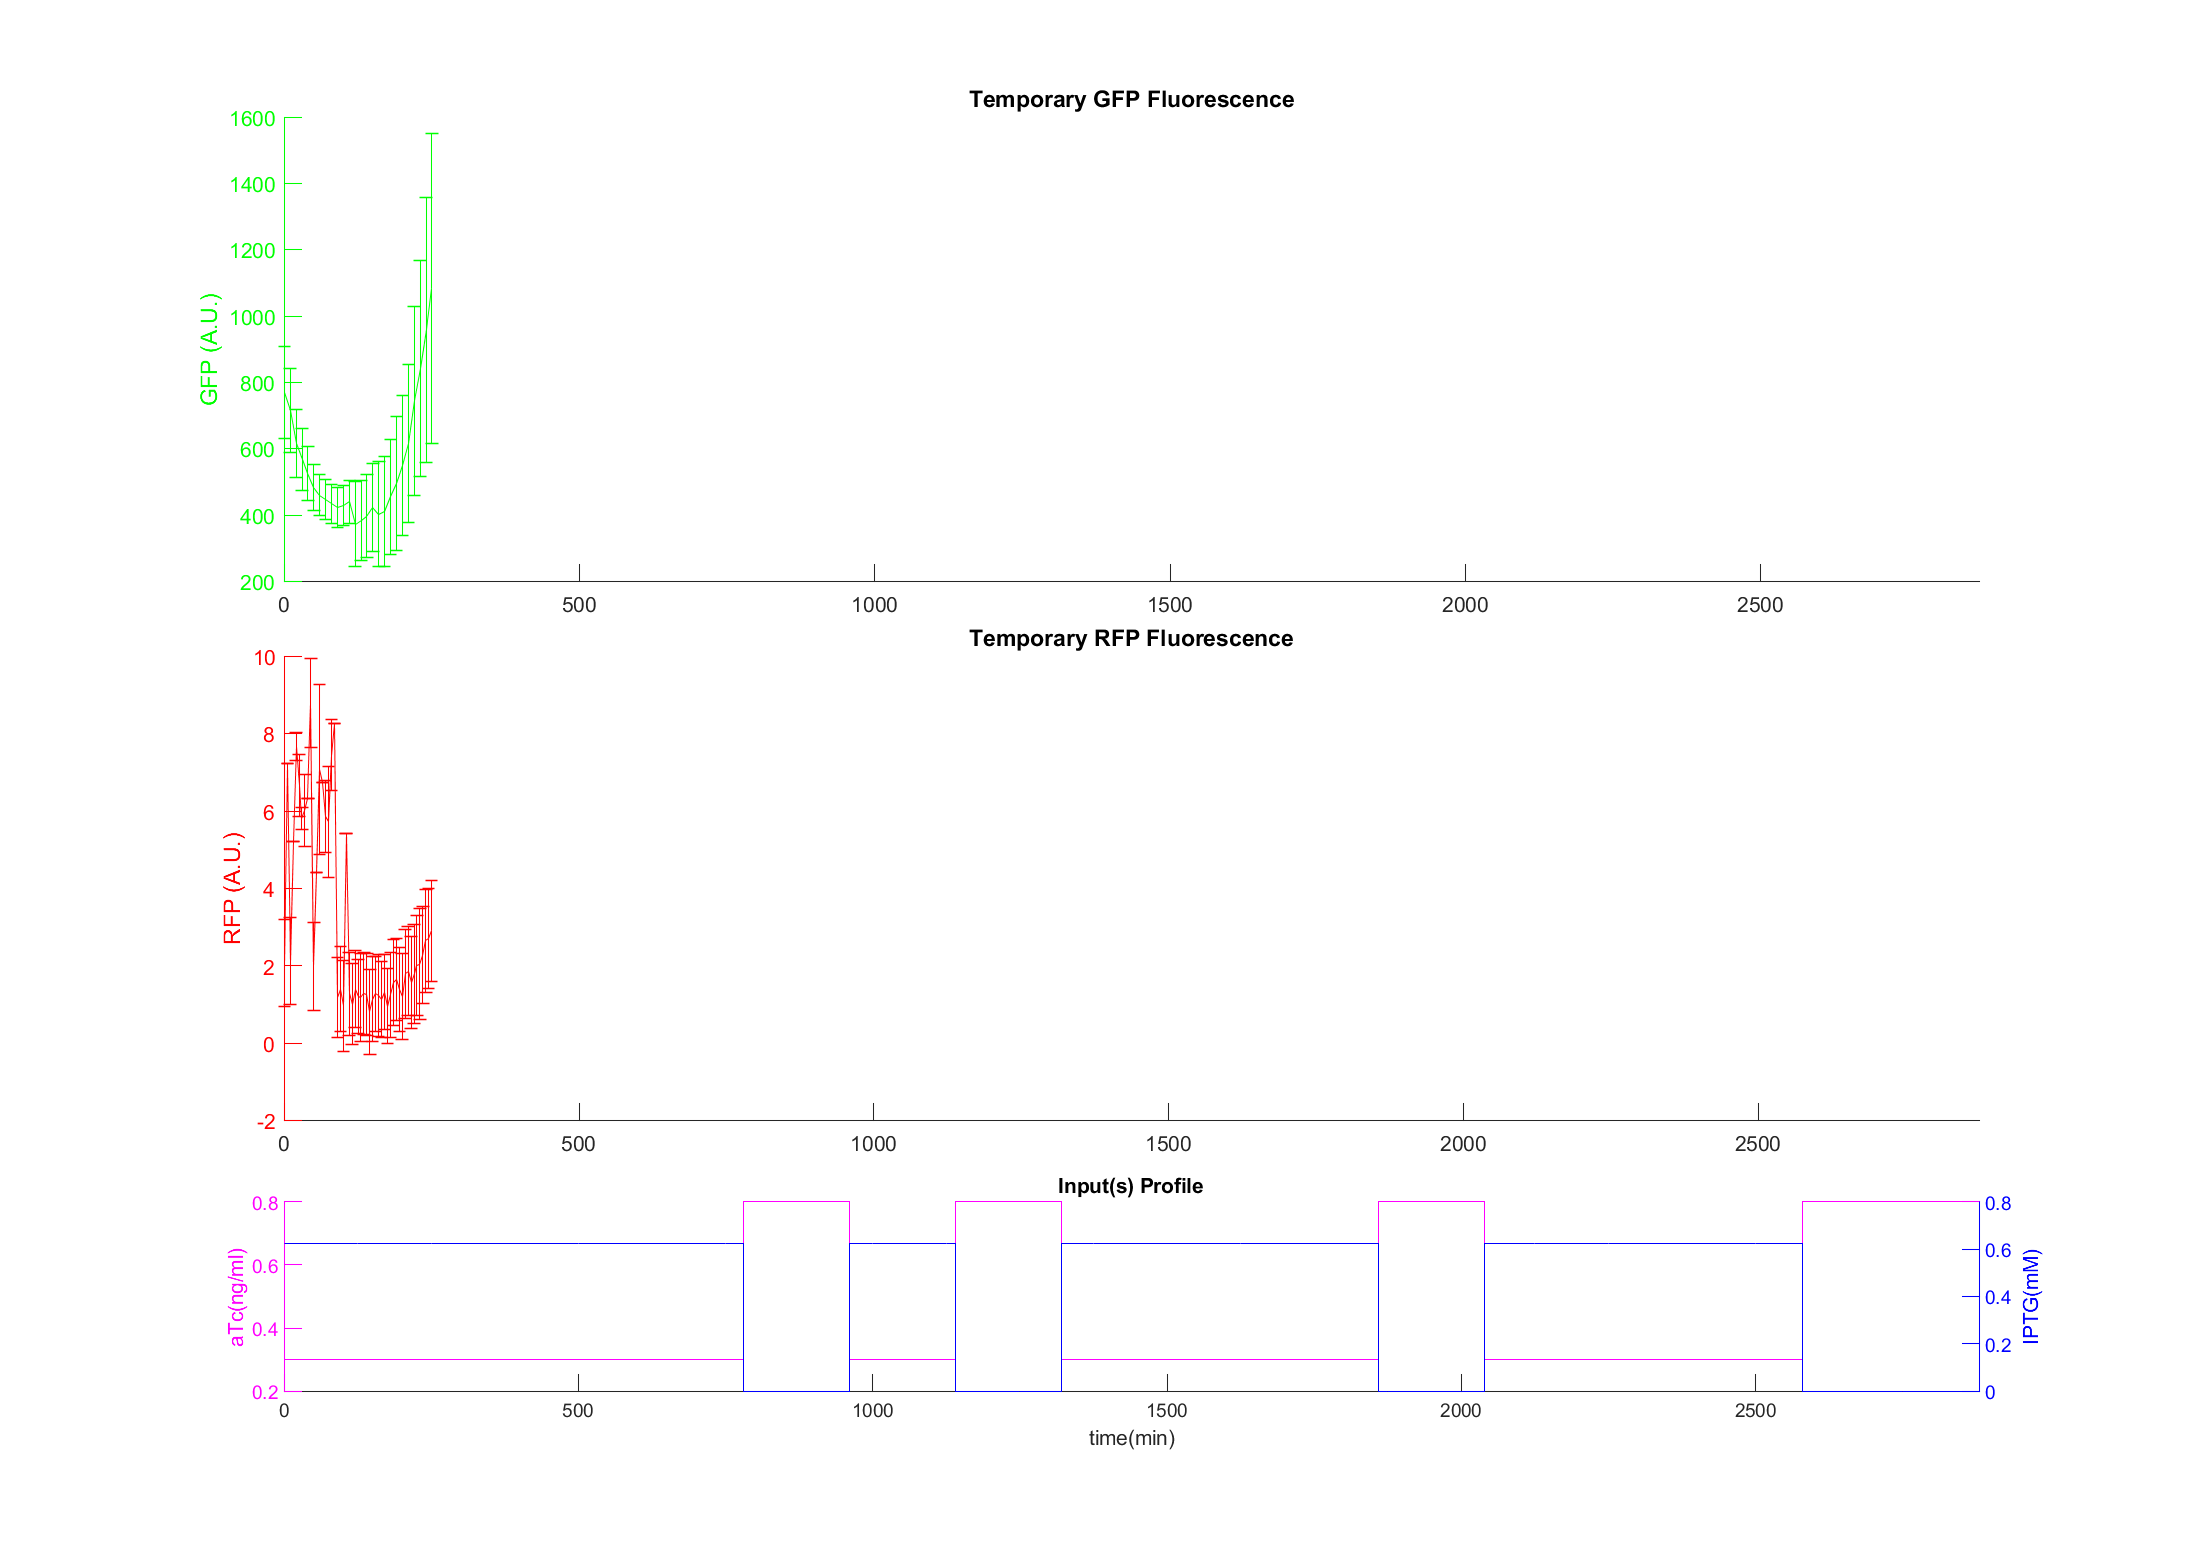 Temporary GFP Fluorescence
1600
1400
1200
1000
800
600
400
200
GFP (A.U.)
0 500 1000 1500 2000 2500
Temporary RFP Fluorescence
10
8
6
4
2
0
-2
RFP (A.U.)
0 500 1000 1500 2000 2500
Input(s) Profile
0.8
0.6
0.4
0.2
aTc(ng/ml)
0.8
0.6
0.4
0.2
0
IPTG(mM)
0 500 1000 1500 2000 2500
time(min)